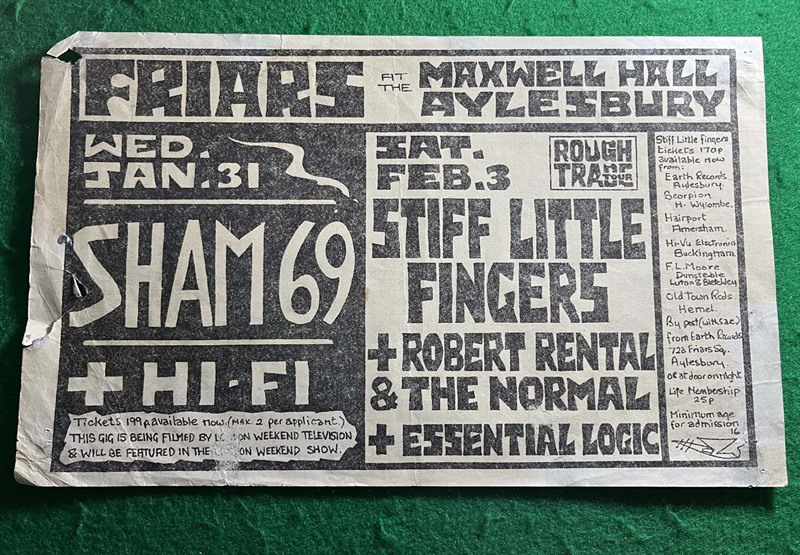 FRIARS AT THE MAXWELL HALL
AYLESBURY
WED.
JAN. 31
SHAM 69
+ HI-FI
Tickets 199p available now. (MAX. 2 per applicant.)
THIS GIG IS BEING FILMED BY LONDON WEEKEND TELEVISION
& WILL BE FEATURED IN THE LONDON WEEKEND SHOW.
SAT.
FEB. 3
ROUGH
TRADE
ON TOUR
STIFF LITTLE
FINGERS
+ ROBERT RENTAL
& THE NORMAL
+ ESSENTIAL LOGIC
Stiff Little fingers
tickets 170p
available now
from:
Earth Records
Aylesbury.
Scorpion
H. Wycombe.
Hairport
Amersham.
Hi-Vu Electronics
Buckingham.
F.L. Moore
Dunstable
Luton & Bletchley
Old Town Rods
Hemel.
By post (with sae)
from Earth Records
72a Friars Sq.
Aylesbury.
or at door on night
Life Membership
25p
Minimum age
for admission
16